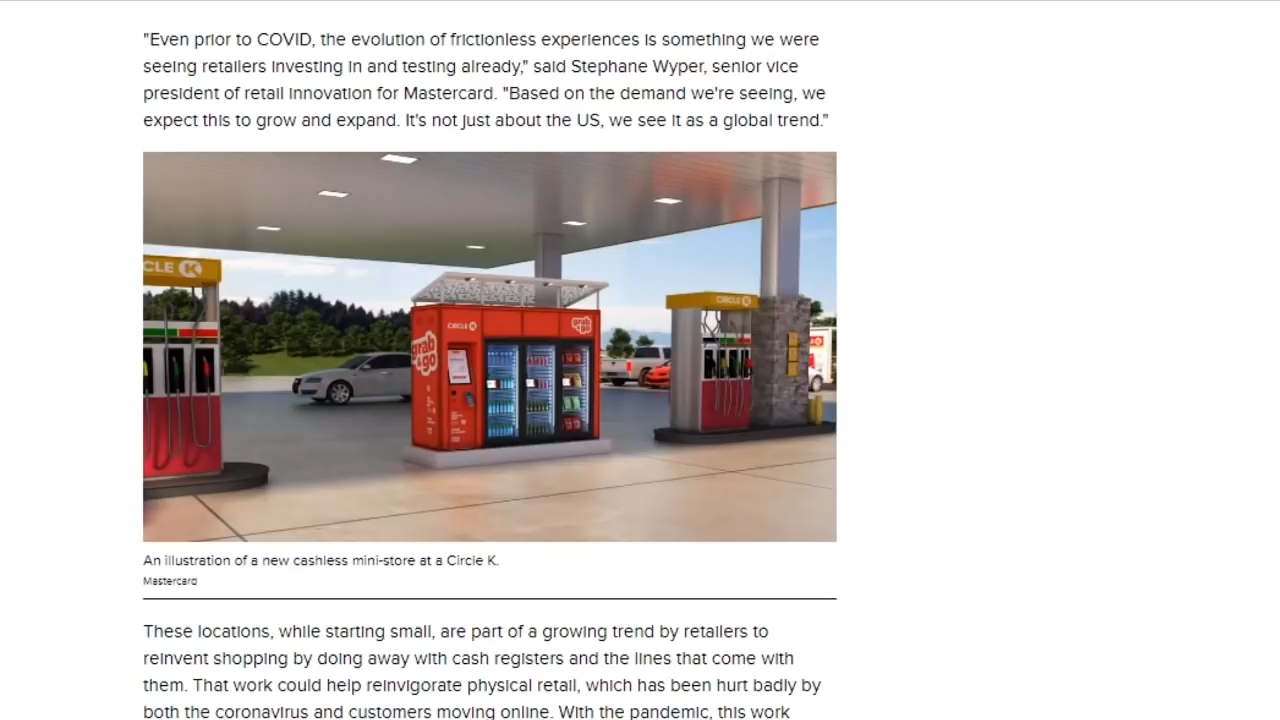 "Even prior to COVID, the evolution of frictionless experiences is something we were
seeing retailers investing in and testing already," said Stephane Wyper, senior vice
president of retail innovation for Mastercard. "Based on the demand we're seeing, we
expect this to grow and expand. It's not just about the US, we see it as a global trend."
CLE K
CIRCLE K
grab
&go
CIRCLE K
grab
&go
An illustration of a new cashless mini-store at a Circle K.
Mastercard
These locations, while starting small, are part of a growing trend by retailers to
reinvent shopping by doing away with cash registers and the lines that come with
them. That work could help reinvigorate physical retail, which has been hurt badly by
both the coronavirus and customers moving online. With the pandemic, this work